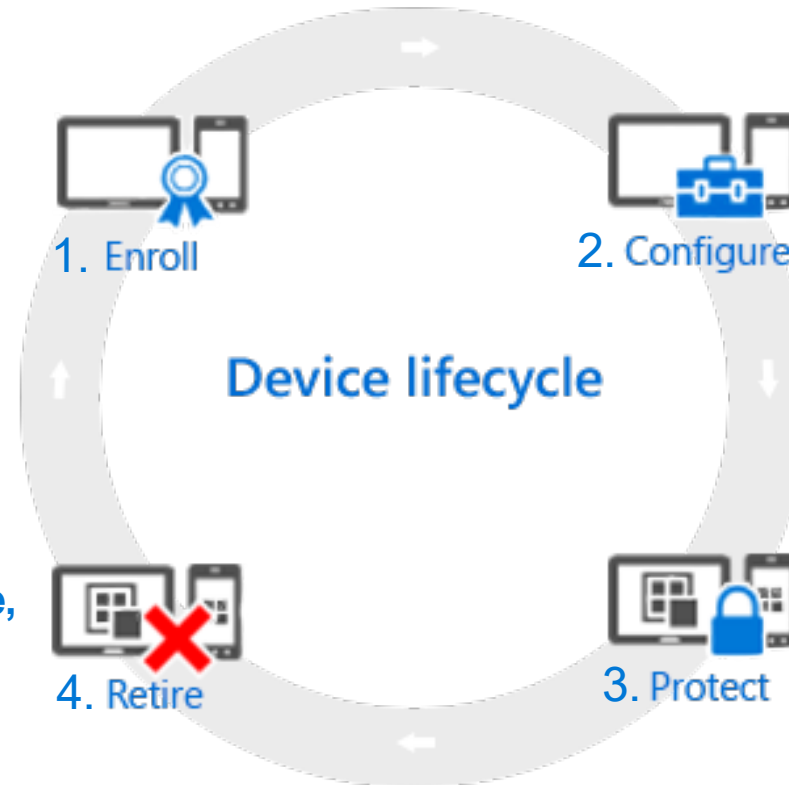 1. Enroll
2. Configure
Device lifecycle
4. Retire
3. Protect